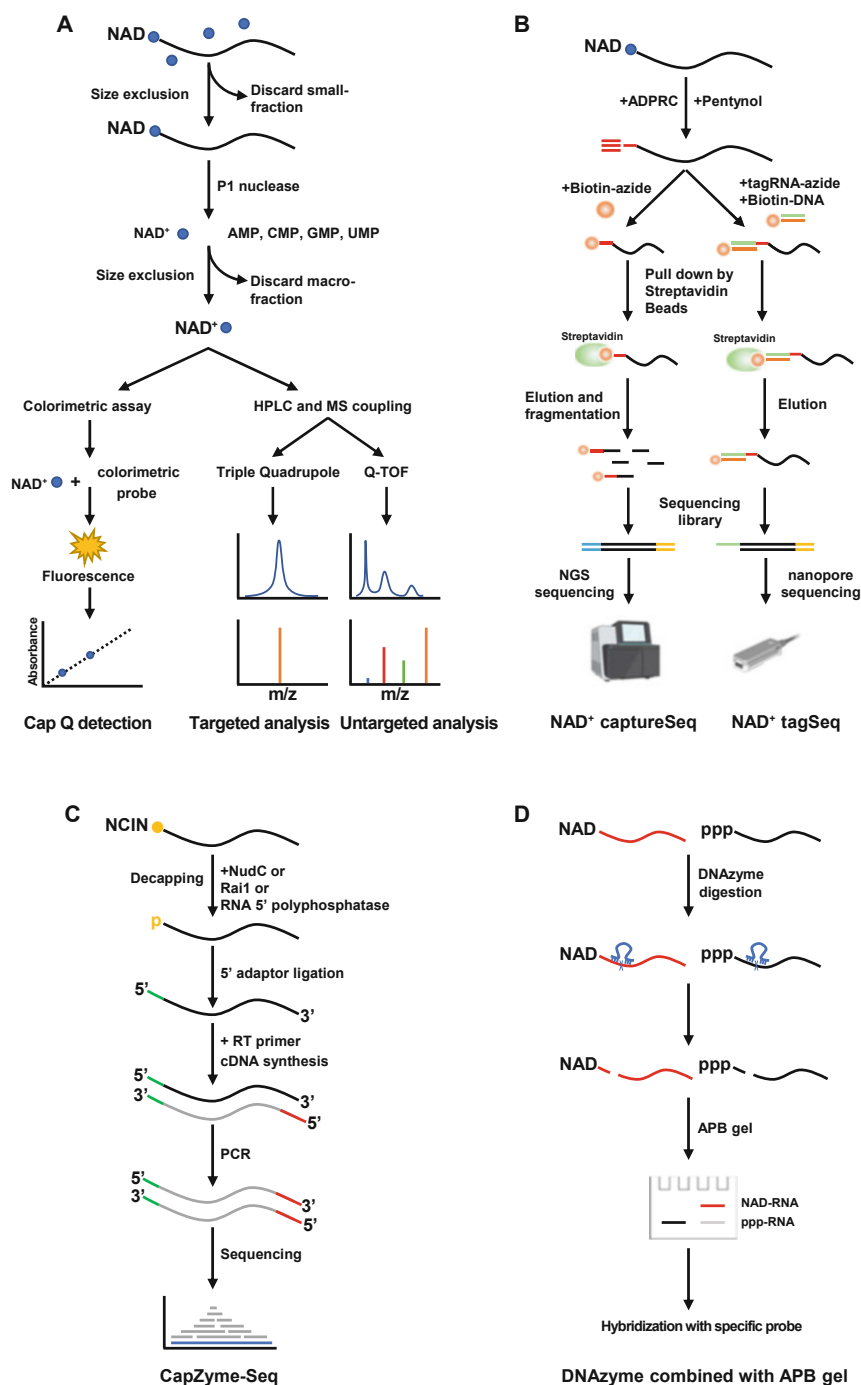 A
NAD
Size exclusion
Discard small-
fraction
NAD
P1 nuclease
NAD⁺
AMP, CMP, GMP, UMP
Size exclusion
Discard macro-
fraction
NAD⁺
Colorimetric assay
HPLC and MS coupling
NAD⁺ + colorimetric
probe
Triple Quadrupole
Q-TOF
Fluorescence
Absorbance
m/z
m/z
Cap Q detection
Targeted analysis
Untargeted analysis
B
NAD
+ADPRC
+Pentynol
+Biotin-azide
+tagRNA-azide
+Biotin-DNA
Pull down by
Streptavidin
Beads
Streptavidin
Streptavidin
Elution and
fragmentation
Elution
Sequencing
library
NGS
sequencing
nanopore
sequencing
NAD⁺ captureSeq
NAD⁺ tagSeq
C
NCIN
Decapping
+NudC or
Rai1 or
RNA 5' polyphosphatase
p
5' adaptor ligation
5'
3'
+ RT primer
cDNA synthesis
5'
3'
3'
5'
PCR
5'
3'
3'
5'
Sequencing
CapZyme-Seq
D
NAD
ppp
DNAzyme
digestion
NAD
ppp
NAD
ppp
APB gel
NAD-RNA
ppp-RNA
Hybridization with specific probe
DNAzyme combined with APB gel